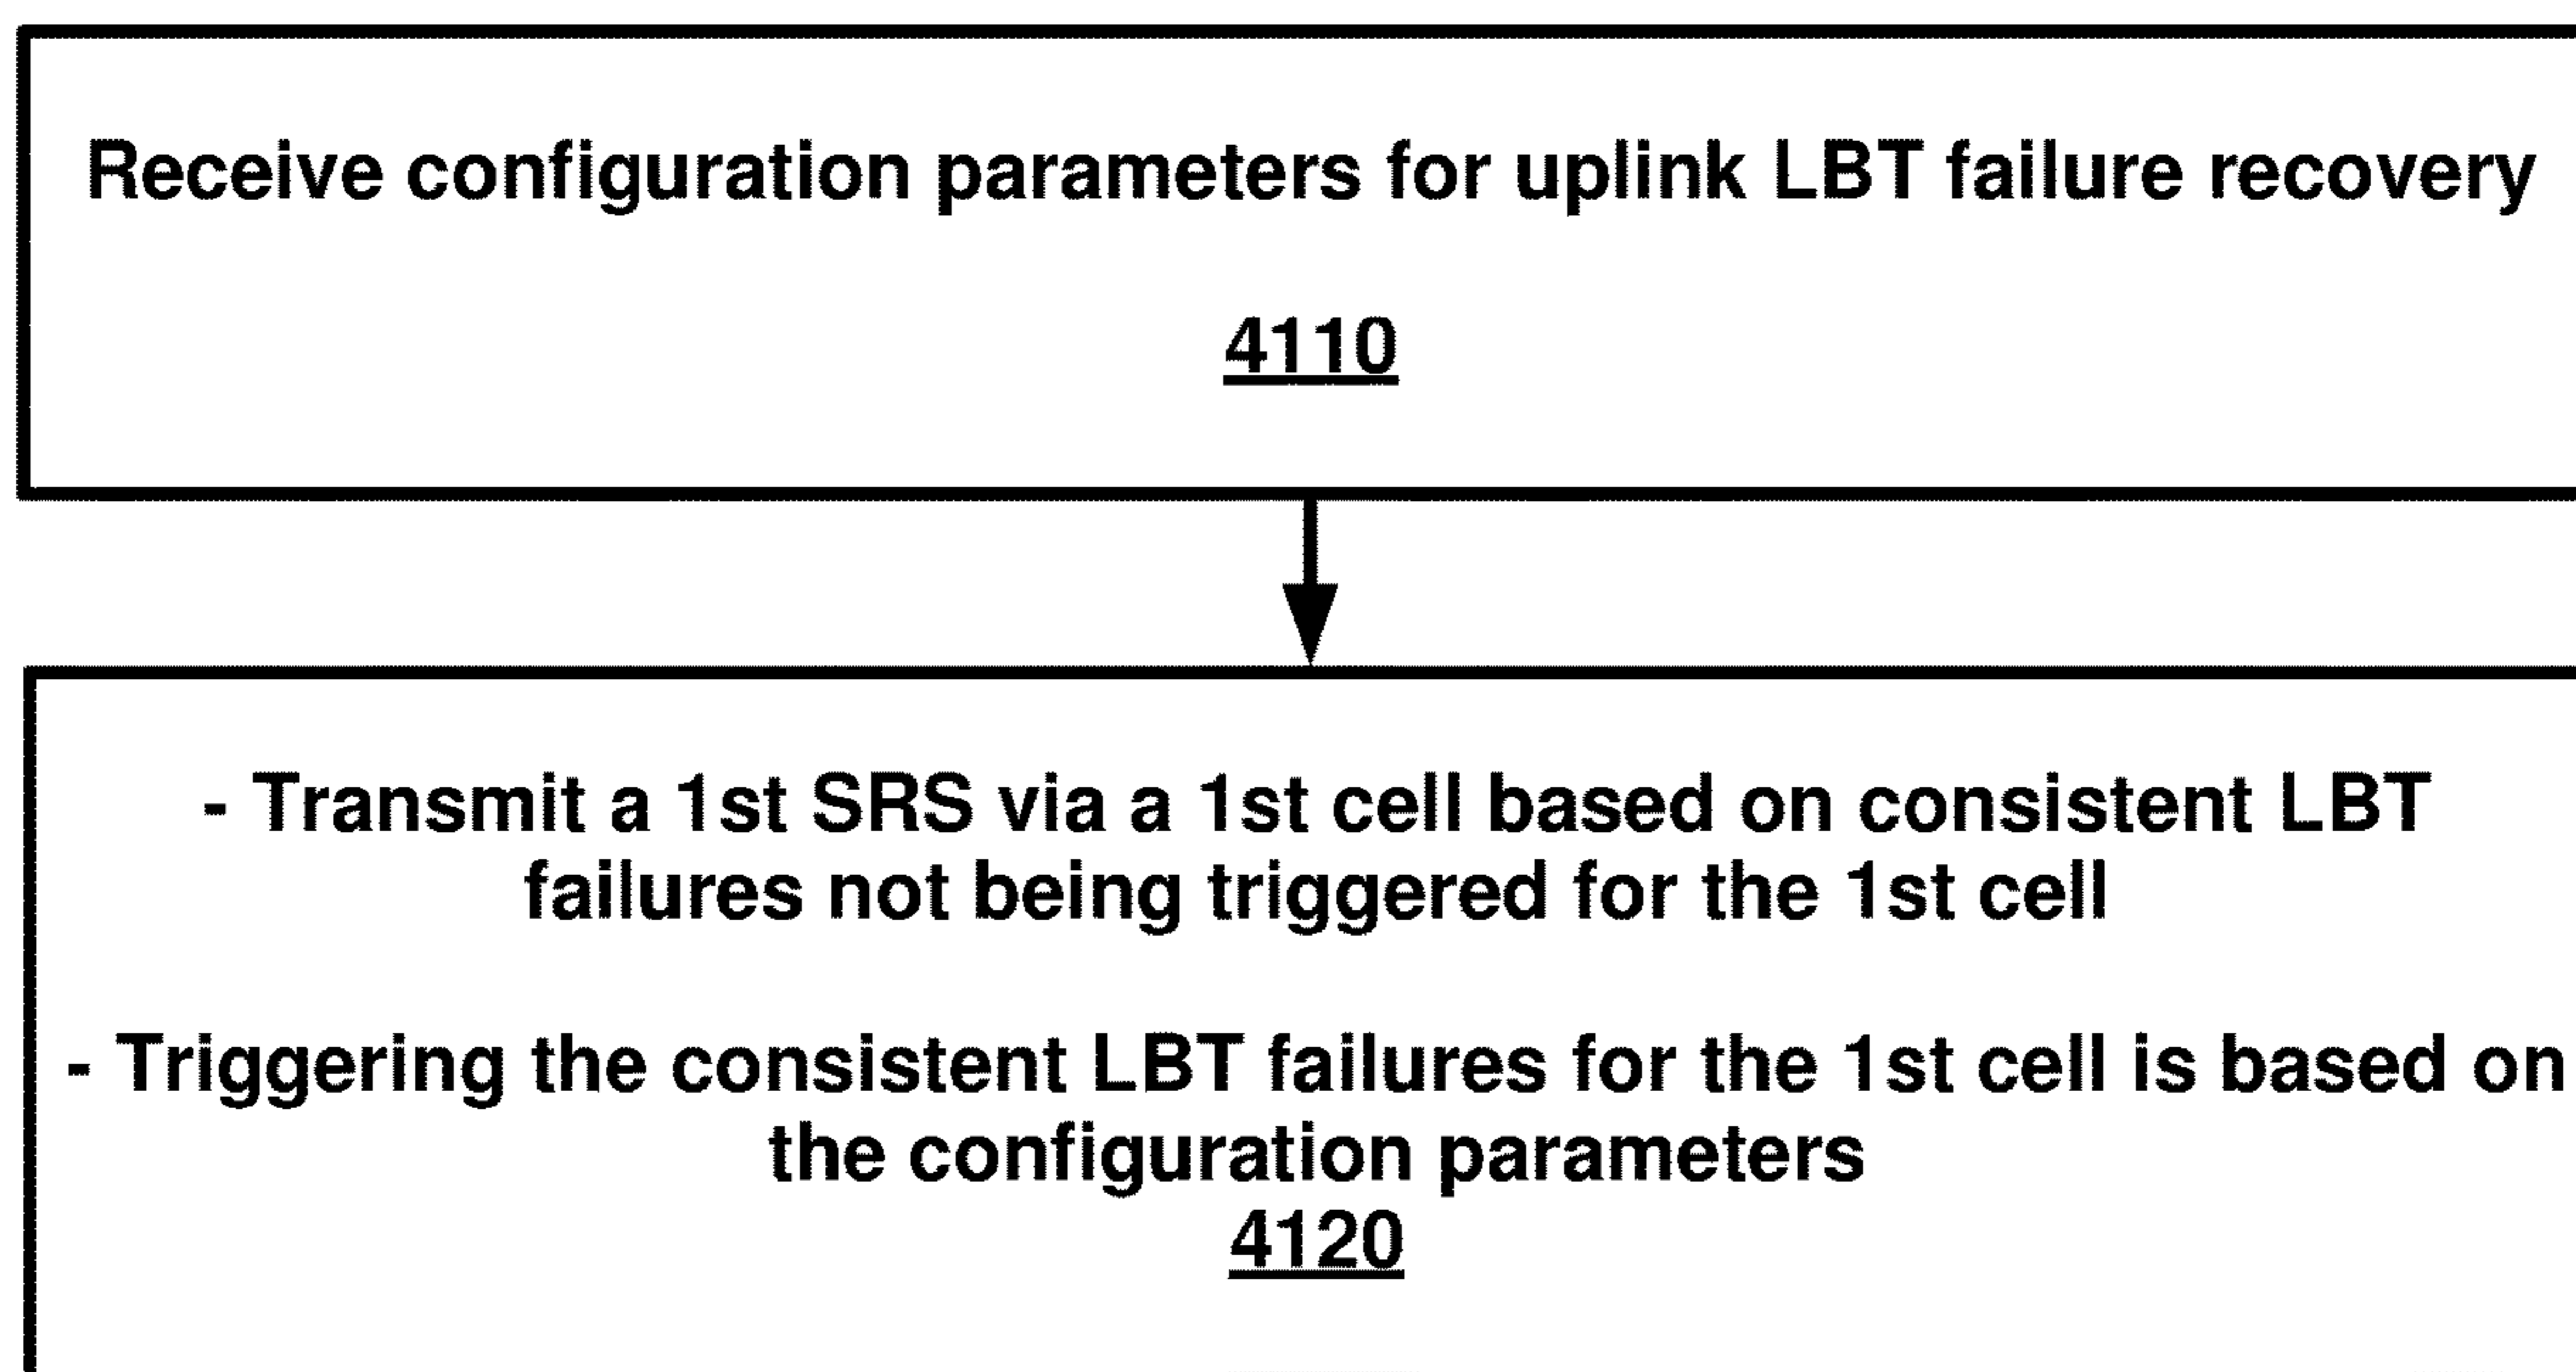 Receive configuration parameters for uplink LBT failure recovery
4110
- Transmit a 1st SRS via a 1st cell based on consistent LBT
failures not being triggered for the 1st cell
- Triggering the consistent LBT failures for the 1st cell is based on
the configuration parameters
4120